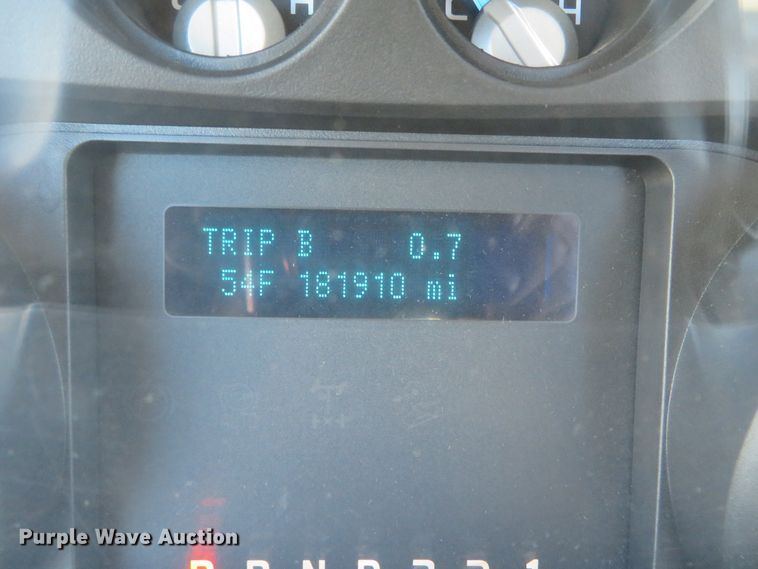 H
C H
TRIP B 0.7
54F 181910 mi
Purple Wave Auction®